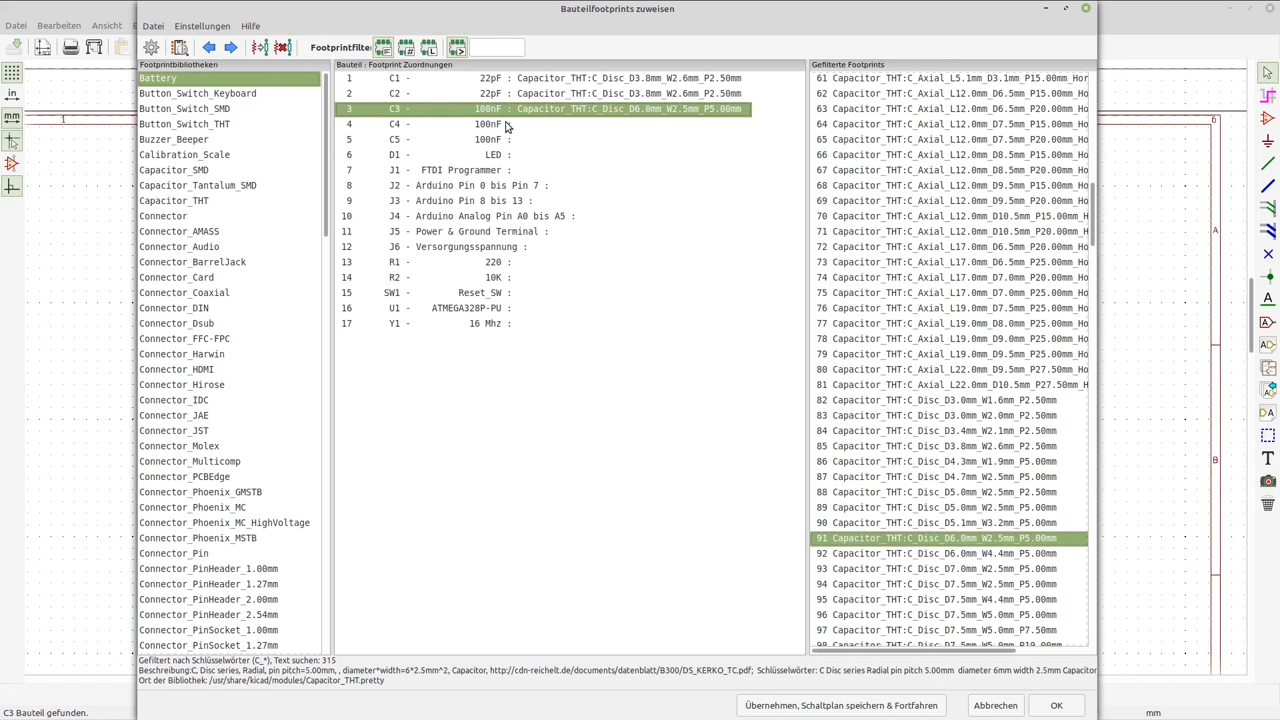 Bauteilfootprints zuweisen
Datei Bearbeiten Ansicht
Datei Einstellungen Hilfe
Footprintfilter
Footprintbibliotheken
Battery
Button_Switch_Keyboard
Button_Switch_SMD
Button_Switch_THT
Buzzer_Beeper
Calibration_Scale
Capacitor_SMD
Capacitor_Tantalum_SMD
Capacitor_THT
Connector
Connector_AMASS
Connector_Audio
Connector_BarrelJack
Connector_Card
Connector_Coaxial
Connector_DIN
Connector_Dsub
Connector_FFC-FPC
Connector_Harwin
Connector_HDMI
Connector_Hirose
Connector_IDC
Connector_JAE
Connector_JST
Connector_Molex
Connector_Multicomp
Connector_PCBEdge
Connector_Phoenix_GMSTB
Connector_Phoenix_MC
Connector_Phoenix_MC_HighVoltage
Connector_Phoenix_MSTB
Connector_Pin
Connector_PinHeader_1.00mm
Connector_PinHeader_1.27mm
Connector_PinHeader_2.00mm
Connector_PinHeader_2.54mm
Connector_PinSocket_1.00mm
Connector_PinSocket_1.27mm
Bauteil : Footprint Zuordnungen
1 C1 - 22pF : Capacitor_THT:C_Disc_D3.8mm_W2.6mm_P2.50mm
2 C2 - 22pF : Capacitor_THT:C_Disc_D3.8mm_W2.6mm_P2.50mm
3 C3 - 100nF : Capacitor_THT:C_Disc_D6.0mm_W2.5mm_P5.00mm
4 C4 - 100nF :
5 C5 - 100nF :
6 D1 - LED :
7 J1 - FTDI Programmer :
8 J2 - Arduino Pin 0 bis Pin 7 :
9 J3 - Arduino Pin 8 bis 13 :
10 J4 - Arduino Analog Pin A0 bis A5 :
11 J5 - Power & Ground Terminal :
12 J6 - Versorgungsspannung :
13 R1 - 220 :
14 R2 - 10K :
15 SW1 - Reset_SW :
16 U1 - ATMEGA328P-PU :
17 Y1 - 16 Mhz :
Gefilterte Footprints
61 Capacitor_THT:C_Axial_L5.1mm_D3.1mm_P15.00mm_Hor
62 Capacitor_THT:C_Axial_L12.0mm_D6.5mm_P15.00mm_Ho
63 Capacitor_THT:C_Axial_L12.0mm_D6.5mm_P20.00mm_Ho
64 Capacitor_THT:C_Axial_L12.0mm_D7.5mm_P15.00mm_Ho
65 Capacitor_THT:C_Axial_L12.0mm_D7.5mm_P20.00mm_Ho
66 Capacitor_THT:C_Axial_L12.0mm_D8.5mm_P15.00mm_Ho
67 Capacitor_THT:C_Axial_L12.0mm_D8.5mm_P20.00mm_Ho
68 Capacitor_THT:C_Axial_L12.0mm_D9.5mm_P15.00mm_Ho
69 Capacitor_THT:C_Axial_L12.0mm_D9.5mm_P20.00mm_Ho
70 Capacitor_THT:C_Axial_L12.0mm_D10.5mm_P15.00mm_H
71 Capacitor_THT:C_Axial_L12.0mm_D10.5mm_P20.00mm_H
72 Capacitor_THT:C_Axial_L17.0mm_D6.5mm_P20.00mm_Ho
73 Capacitor_THT:C_Axial_L17.0mm_D6.5mm_P25.00mm_Ho
74 Capacitor_THT:C_Axial_L17.0mm_D7.0mm_P20.00mm_Ho
75 Capacitor_THT:C_Axial_L17.0mm_D7.0mm_P25.00mm_Ho
76 Capacitor_THT:C_Axial_L19.0mm_D7.5mm_P25.00mm_Ho
77 Capacitor_THT:C_Axial_L19.0mm_D8.0mm_P25.00mm_Ho
78 Capacitor_THT:C_Axial_L19.0mm_D9.0mm_P25.00mm_Ho
79 Capacitor_THT:C_Axial_L19.0mm_D9.5mm_P25.00mm_Ho
80 Capacitor_THT:C_Axial_L22.0mm_D9.5mm_P27.50mm_Ho
81 Capacitor_THT:C_Axial_L22.0mm_D10.5mm_P27.50mm_H
82 Capacitor_THT:C_Disc_D3.0mm_W1.6mm_P2.50mm
83 Capacitor_THT:C_Disc_D3.0mm_W2.0mm_P2.50mm
84 Capacitor_THT:C_Disc_D3.4mm_W2.1mm_P2.50mm
85 Capacitor_THT:C_Disc_D3.8mm_W2.6mm_P2.50mm
86 Capacitor_THT:C_Disc_D4.3mm_W1.9mm_P5.00mm
87 Capacitor_THT:C_Disc_D4.7mm_W2.5mm_P5.00mm
88 Capacitor_THT:C_Disc_D5.0mm_W2.5mm_P2.50mm
89 Capacitor_THT:C_Disc_D5.0mm_W2.5mm_P5.00mm
90 Capacitor_THT:C_Disc_D5.1mm_W3.2mm_P5.00mm
91 Capacitor_THT:C_Disc_D6.0mm_W2.5mm_P5.00mm
92 Capacitor_THT:C_Disc_D6.0mm_W4.4mm_P5.00mm
93 Capacitor_THT:C_Disc_D7.0mm_W2.5mm_P5.00mm
94 Capacitor_THT:C_Disc_D7.5mm_W2.5mm_P5.00mm
95 Capacitor_THT:C_Disc_D7.5mm_W4.4mm_P5.00mm
96 Capacitor_THT:C_Disc_D7.5mm_W5.0mm_P5.00mm
97 Capacitor_THT:C_Disc_D7.5mm_W5.0mm_P7.50mm
98 Capacitor_THT:C_Disc_D7.5mm_W5.0mm_P10.00mm
in
mm
1
6
A
B
Gefiltert nach Schlüsselwörter (C_*), Text suchen: 315
Beschreibung:C, Disc series, Radial, pin pitch=5.00mm, , diameter*width=6*2.5mm^2, Capacitor, http://cdn-reichelt.de/documents/datenblatt/B300/DS_KERKO_TC.pdf; Schlüsselwörter: C Disc series Radial pin pitch 5.00mm diameter 6mm width 2.5mm Capacitor
Ort der Bibliothek: /usr/share/kicad/modules/Capacitor_THT.pretty
Übernehmen, Schaltplan speichern & Fortfahren
Abbrechen
OK
C3 Bauteil gefunden.
mm